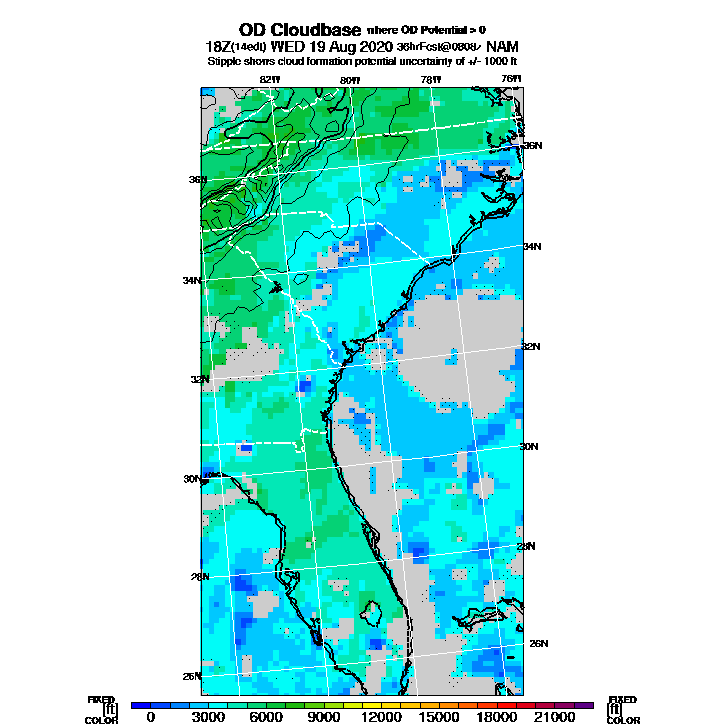 OD Cloudbase where OD Potential > 0
18Z(14edt) WED 19 Aug 2020 36hrFcst@0808z NAM
Stipple shows cloud formation potential uncertainty of +/- 1000 ft
82W 80W 78W 76W
36N 36N
34N 34N
32N 32N
30N 30N
28N 28N
26N 26N
FIXED FIXED
[ft] [ft]
COLOR 0 3000 6000 9000 12000 15000 18000 21000 COLOR